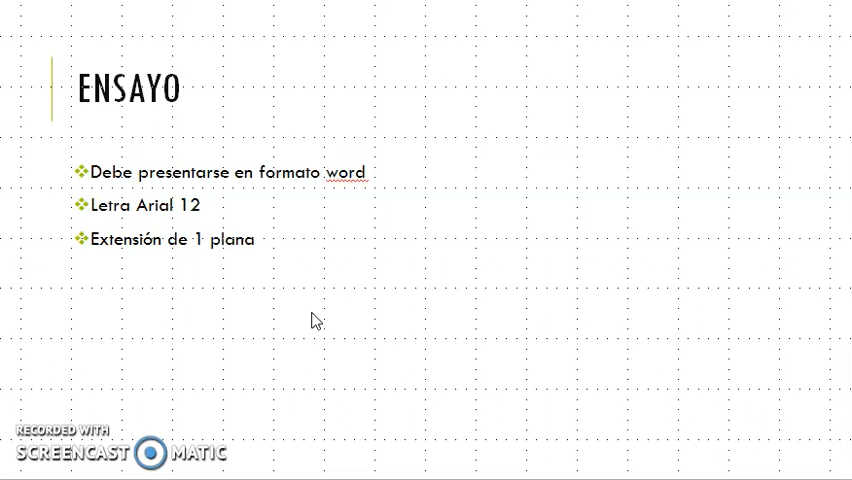 ENSAYO
Debe presentarse en formato word
Letra Arial 12
Extensión de 1 plana
RECORDED WITH
SCREENCAST MATIC